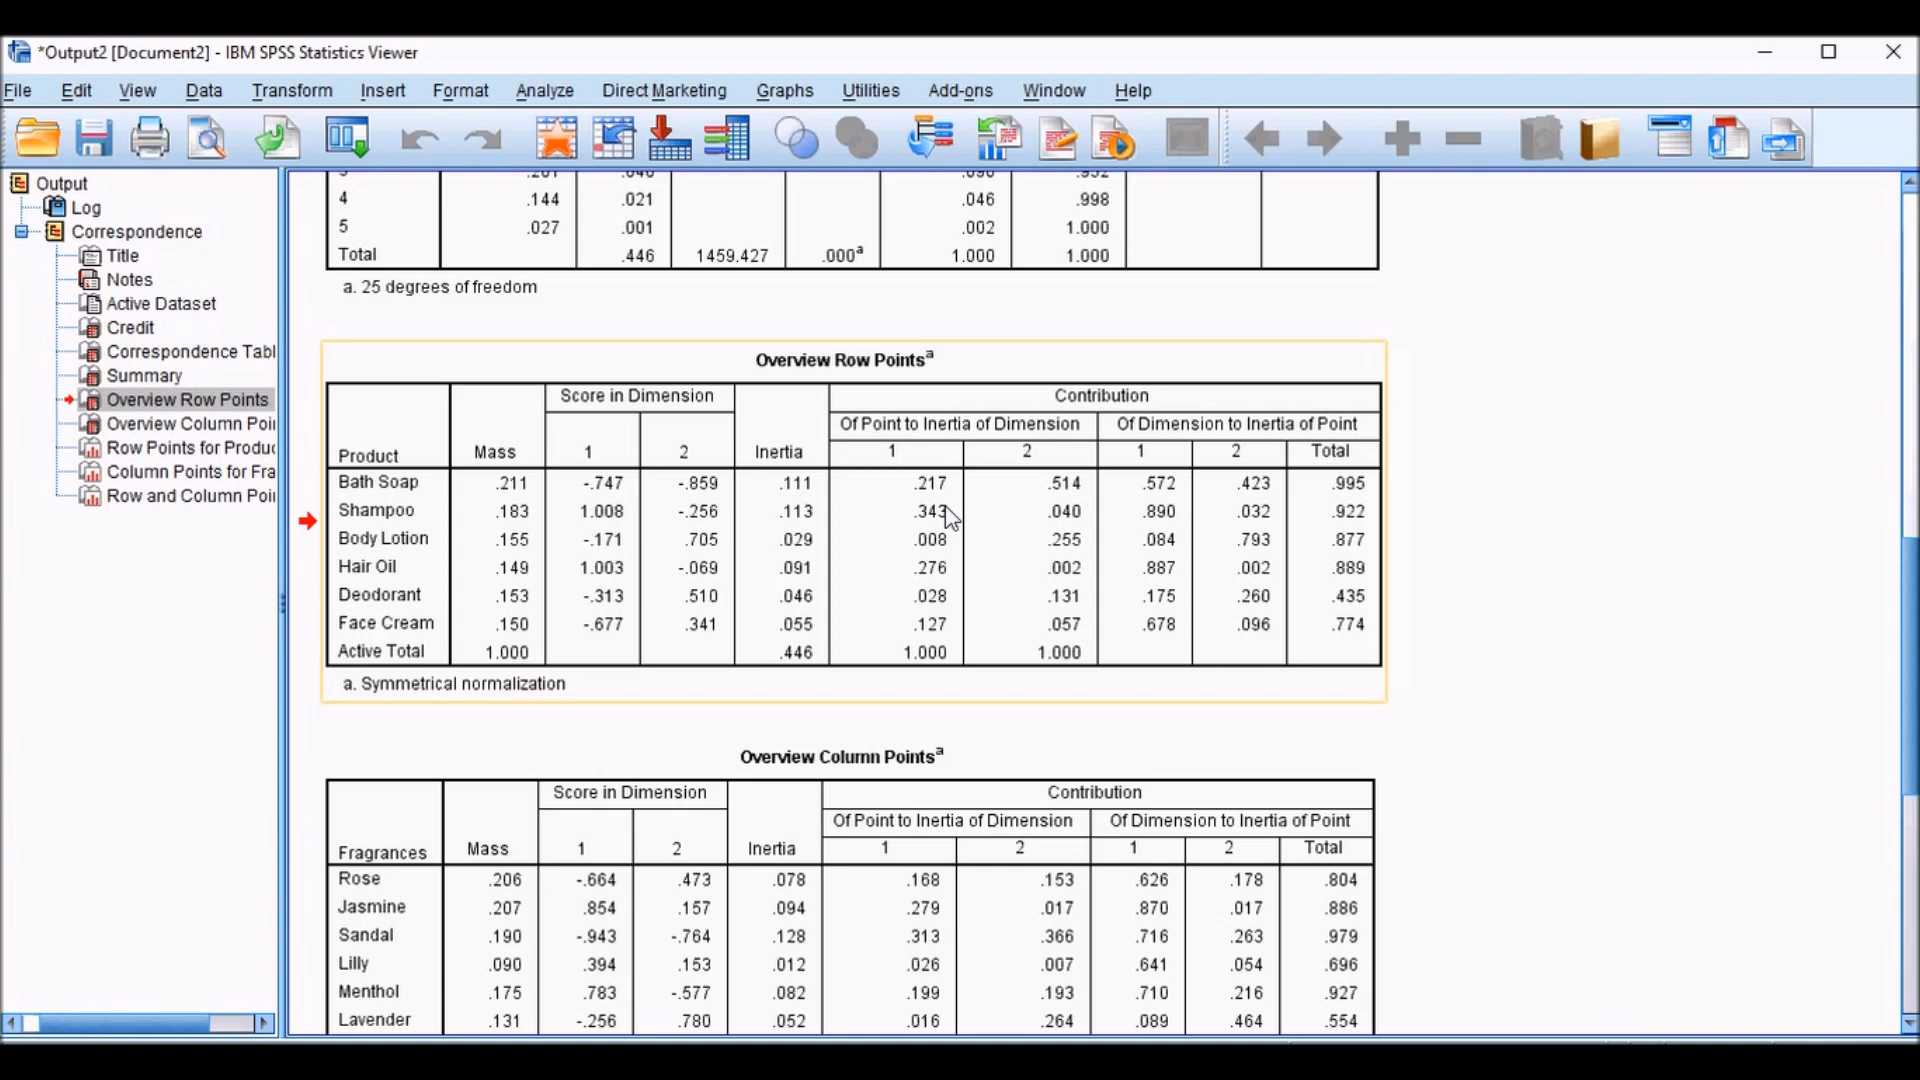 *Output2 [Document2] - IBM SPSS Statistics Viewer
File Edit View Data Transform Insert Format Analyze Direct Marketing Graphs Utilities Add-ons Window Help
Output
Log
Correspondence
Title
Notes
Active Dataset
Credit
Correspondence Tabl
Summary
Overview Row Points
Overview Column Poi
Row Points for Produc
Column Points for Fra
Row and Column Poi
4 .144 .021 .046 .998
5 .027 .001 .002 1.000
Total .446 1459.427 .000a 1.000 1.000
a. 25 degrees of freedom
Overview Row Pointsa
Score in Dimension Contribution
Of Point to Inertia of Dimension Of Dimension to Inertia of Point
Product Mass 1 2 Inertia 1 2 1 2 Total
Bath Soap .211 -.747 -.859 .111 .217 .514 .572 .423 .995
Shampoo .183 1.008 -.256 .113 .343 .040 .890 .032 .922
Body Lotion .155 -.171 .705 .029 .008 .255 .084 .793 .877
Hair Oil .149 1.003 -.069 .091 .276 .002 .887 .002 .889
Deodorant .153 -.313 .510 .046 .028 .131 .175 .260 .435
Face Cream .150 -.677 .341 .055 .127 .057 .678 .096 .774
Active Total 1.000 .446 1.000 1.000
a. Symmetrical normalization
Overview Column Pointsa
Score in Dimension Contribution
Of Point to Inertia of Dimension Of Dimension to Inertia of Point
Fragrances Mass 1 2 Inertia 1 2 1 2 Total
Rose .206 -.664 .473 .078 .168 .153 .626 .178 .804
Jasmine .207 .854 .157 .094 .279 .017 .870 .017 .886
Sandal .190 -.943 -.764 .128 .313 .366 .716 .263 .979
Lilly .090 .394 .153 .012 .026 .007 .641 .054 .696
Menthol .175 .783 -.577 .082 .199 .193 .710 .216 .927
Lavender .131 -.256 .780 .052 .016 .264 .089 .464 .554